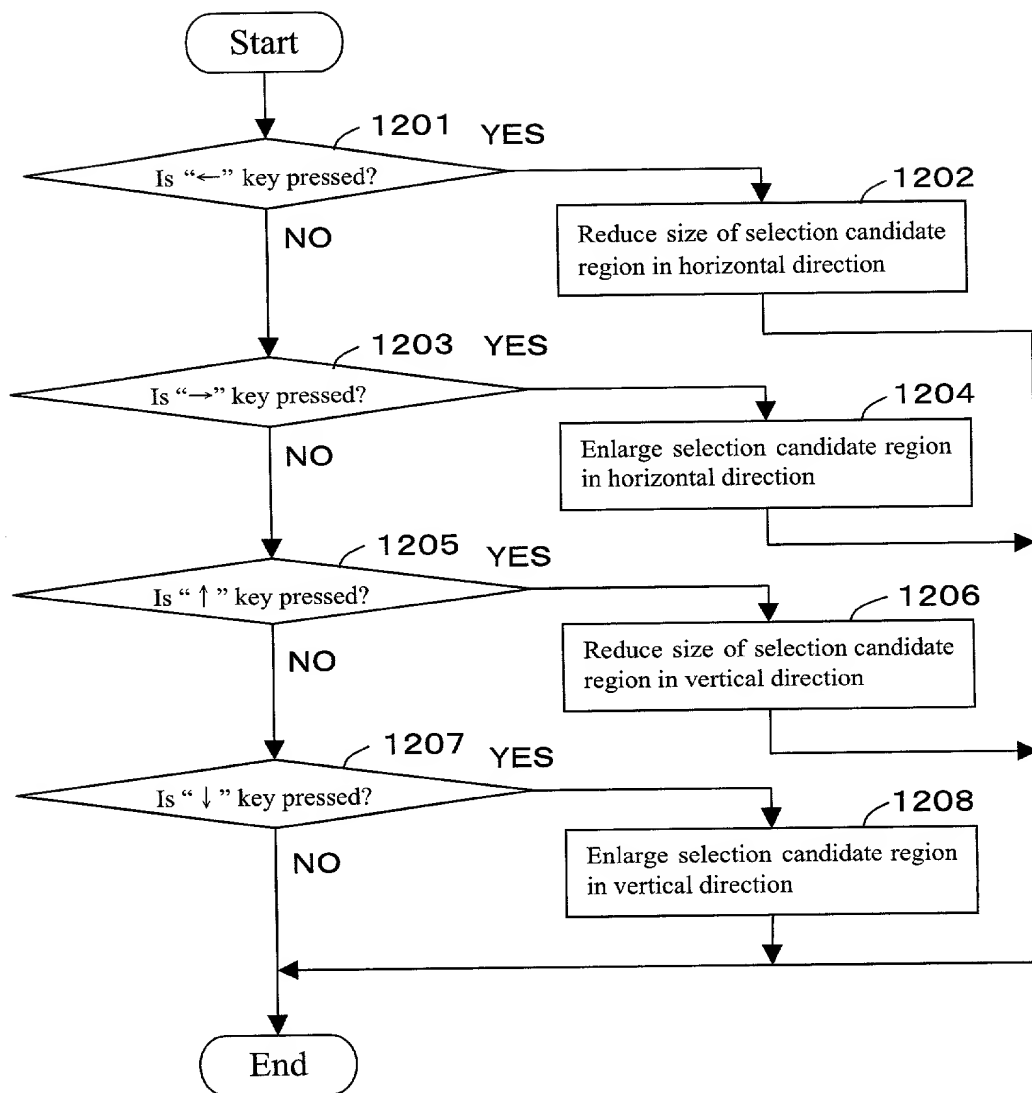 Start
1201
YES
Is “←” key pressed?
1202
NO
Reduce size of selection candidate
region in horizontal direction
1203
YES
Is “→” key pressed?
1204
NO
Enlarge selection candidate region
in horizontal direction
1205
YES
Is “↑” key pressed?
1206
NO
Reduce size of selection candidate
region in vertical direction
1207
YES
Is “↓” key pressed?
1208
NO
Enlarge selection candidate region
in vertical direction
End